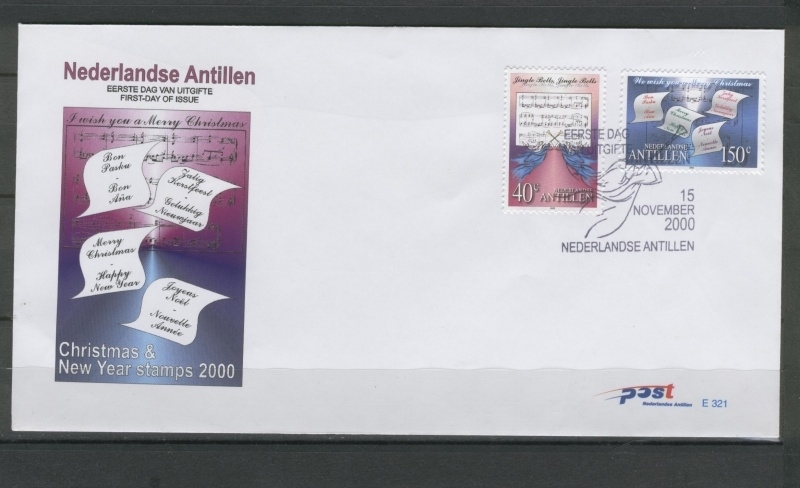 Nederlandse Antillen
EERSTE DAG VAN UITGIFTE
FIRST-DAY OF ISSUE
I wish you a Merry Christmas
Bon
Pasku
-
Bon
Aña
Zalig
Kerstfeest
-
Gelukkig
Nieuwjaar
Merry
Christmas
-
Happy
New Year
Joyeus
Noël
-
Nouvelle
Année
Christmas &
New Year stamps 2000
Jingle Bells, Jingle Bells
40c
NEDERLANDSE
ANTILLEN
We wish you a Merry Christmas
NEDERLANDSE
ANTILLEN
150c
EERSTE DAG
UITGIFTE
15
NOVEMBER
2000
NEDERLANDSE ANTILLEN
post
Nederlandse Antillen
E 321